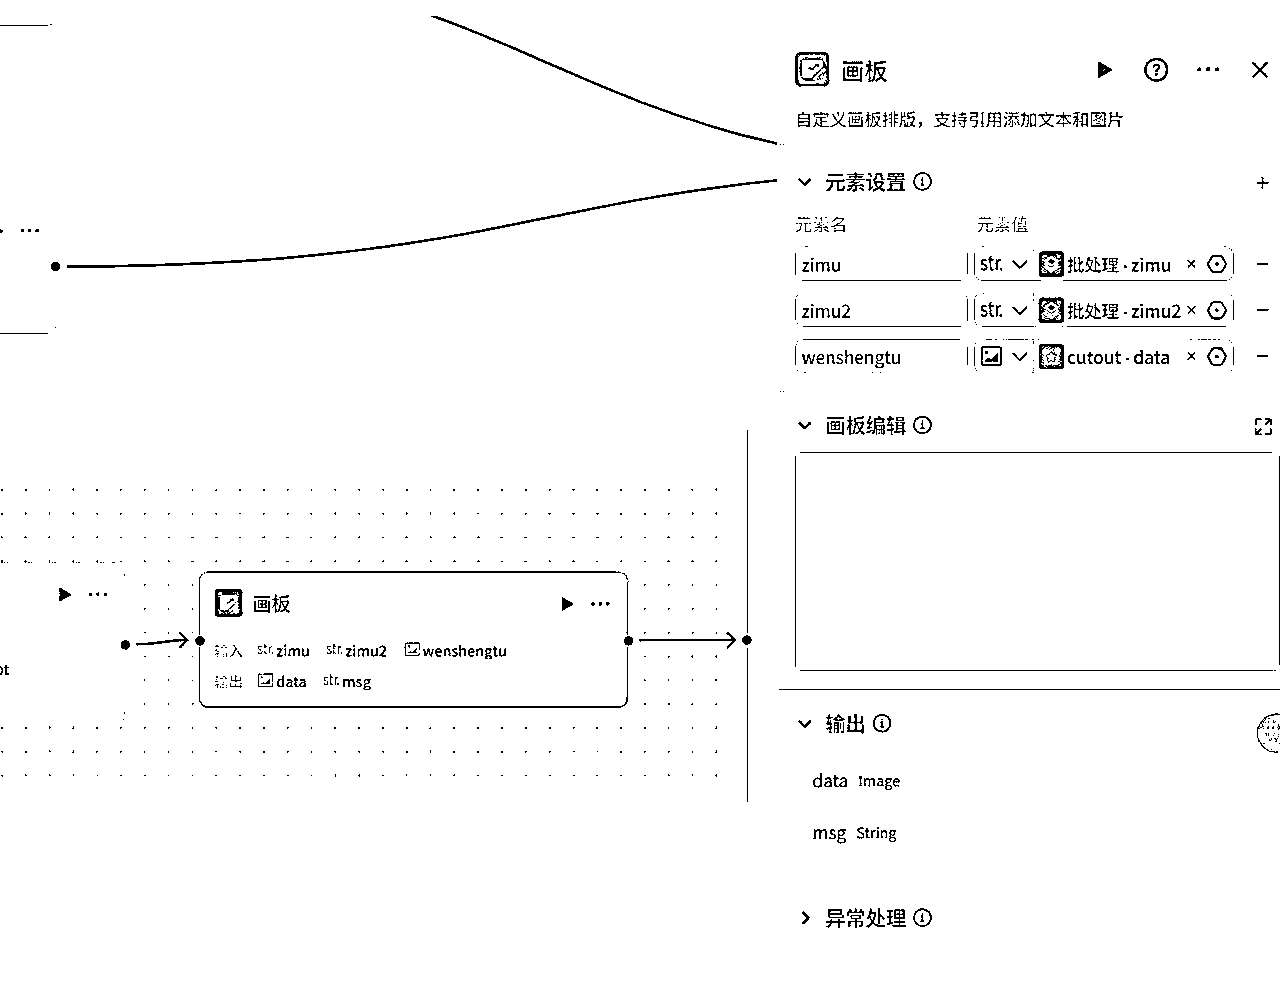 画板
自定义画板排版，支持引用添加文本和图片
元素设置
元素名 元素值
zimu str. 批处理 - zimu
zimu2 str. 批处理 - zimu2
wenshengtu cutout - data
画板编辑
画板
输入 str. zimu str. zimu2 wenshengtu
输出 data str. msg
输出
data Image
msg String
异常处理